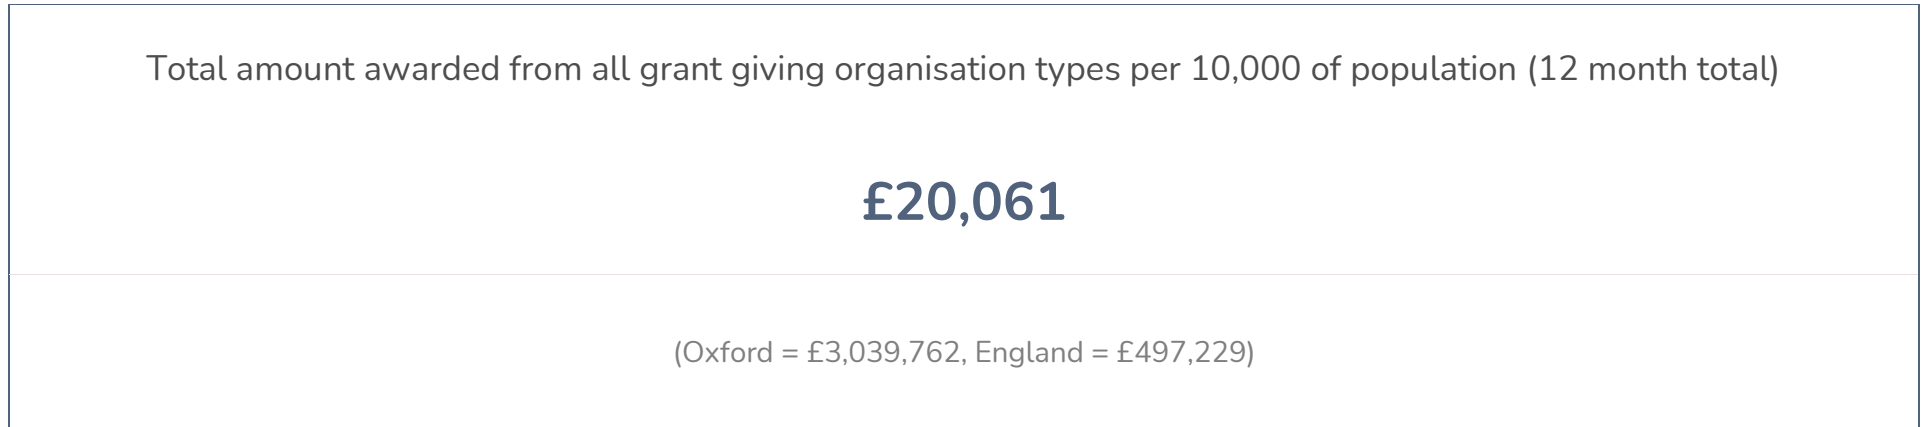 Total amount awarded from all grant giving organisation types per 10,000 of population (12 month total)
£20,061
(Oxford = £3,039,762, England = £497,229)